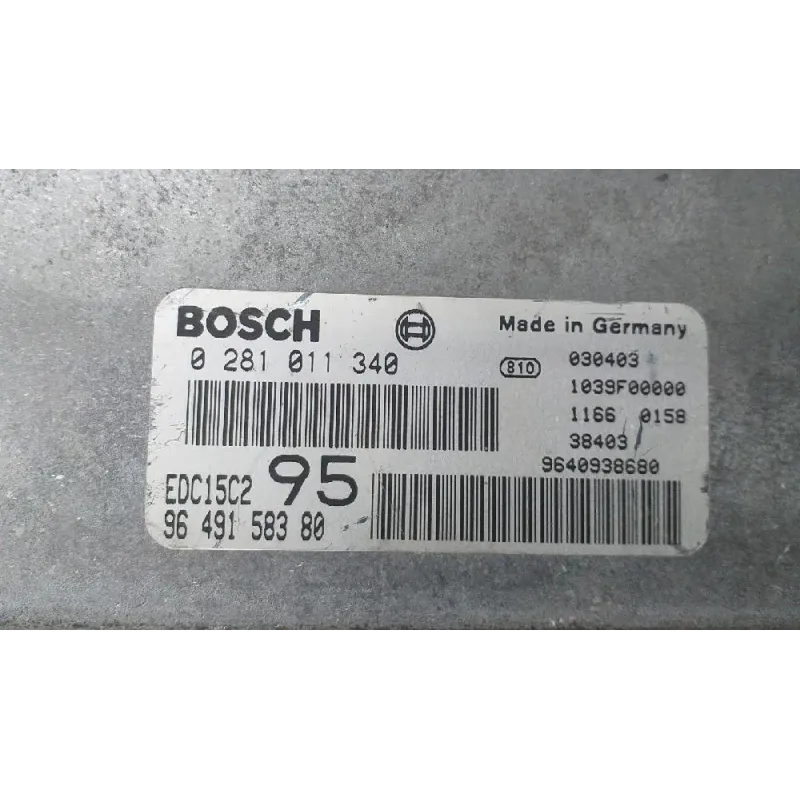 BOSCH
Made in Germany
0 281 011 340
810
030403
1039F00000
1166 0158
38403
9640938680
EDC15C2
95
96 491 583 80